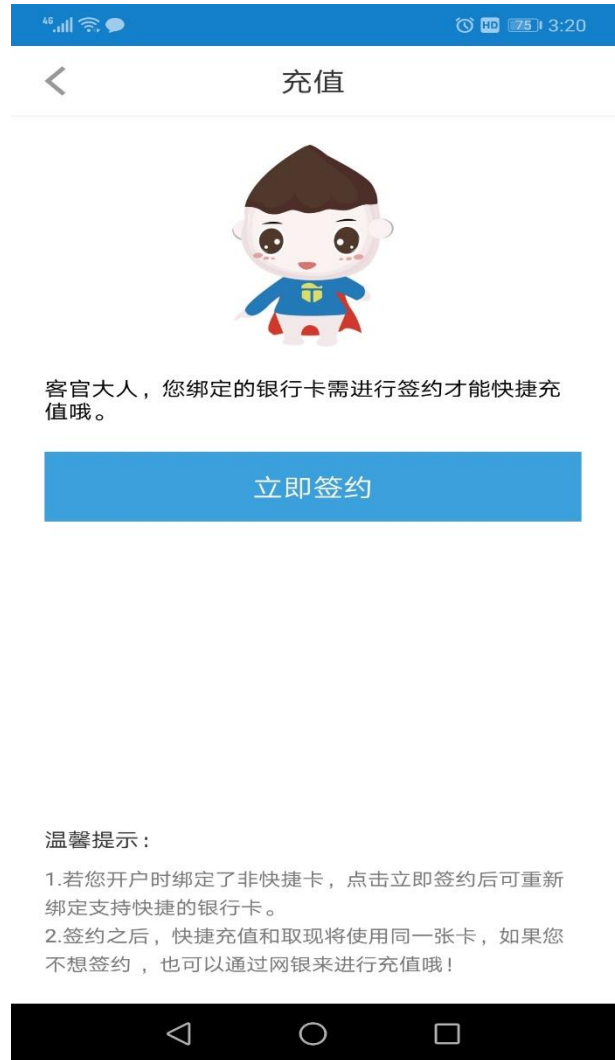 46
HD 75 3:20
充值
客官大人，您绑定的银行卡需进行签约才能快捷充
值哦。
立即签约
温馨提示：
1.若您开户时绑定了非快捷卡，点击立即签约后可重新
绑定支持快捷的银行卡。
2.签约之后，快捷充值和取现将使用同一张卡，如果您
不想签约 ，也可以通过网银来进行充值哦！